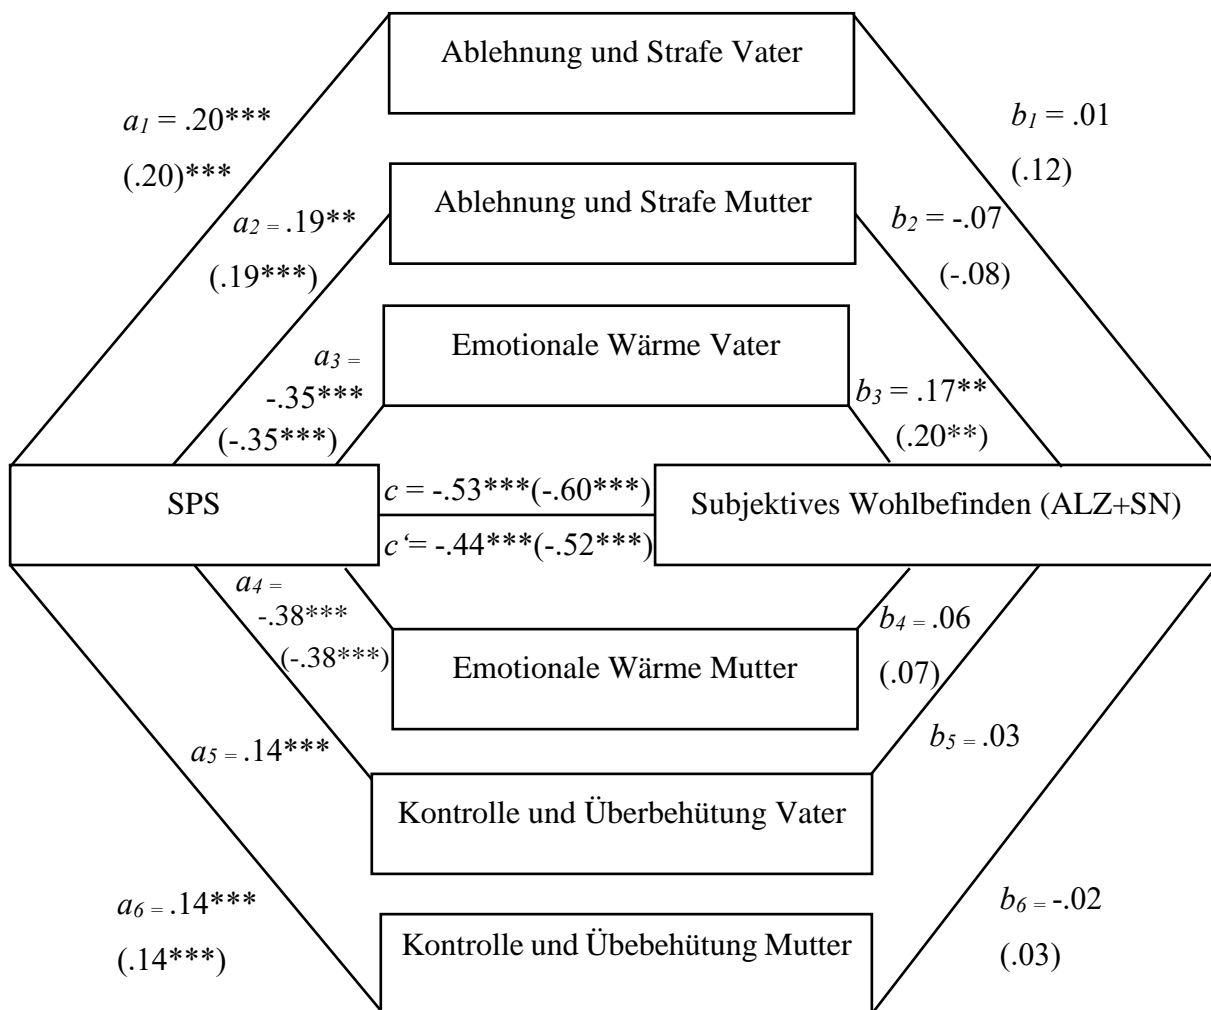 Ablehnung und Strafe Vater
a1 = .20***
(.20)***
b1 = .01
(.12)
Ablehnung und Strafe Mutter
a2 = .19**
(.19***)
b2 = -.07
(-.08)
Emotionale Wärme Vater
a3 =
-.35***
(-.35***)
b3 = .17**
(.20**)
SPS
c = -.53***(-.60***)
c‘= -.44***(-.52***)
Subjektives Wohlbefinden (ALZ+SN)
a4 =
-.38***
(-.38***)
Emotionale Wärme Mutter
b4 = .06
(.07)
a5 = .14***
b5 = .03
Kontrolle und Überbehütung Vater
a6 = .14***
(.14***)
Kontrolle und Übebehütung Mutter
b6 = -.02
(.03)